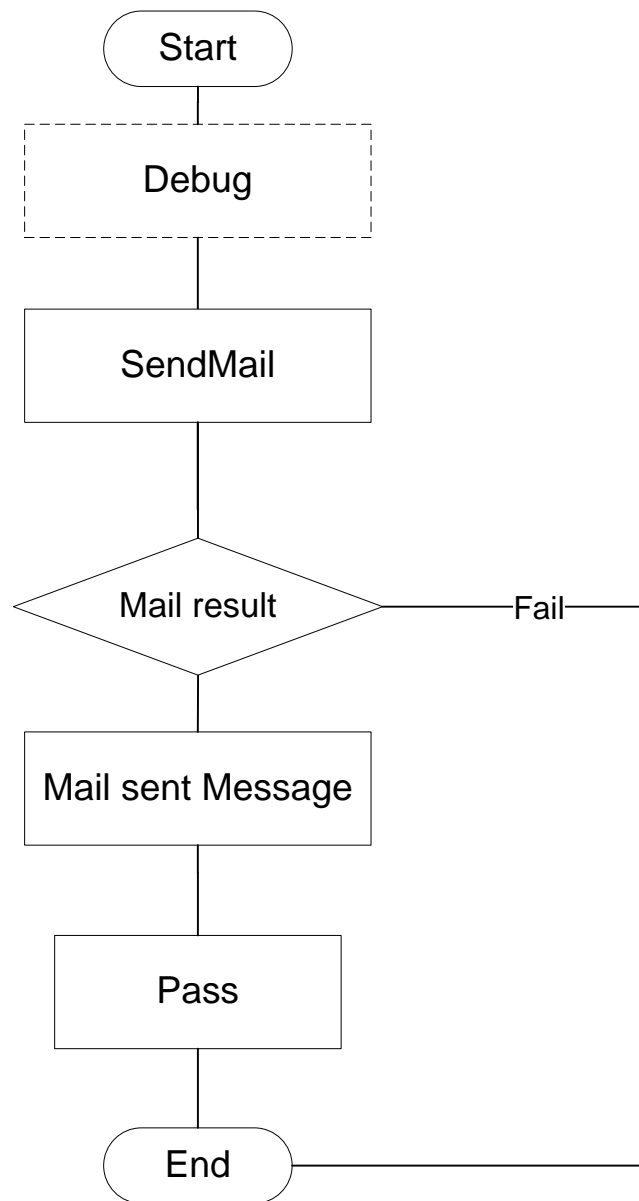 Start
Debug
SendMail
Mail result
Fail
Mail sent Message
Pass
End